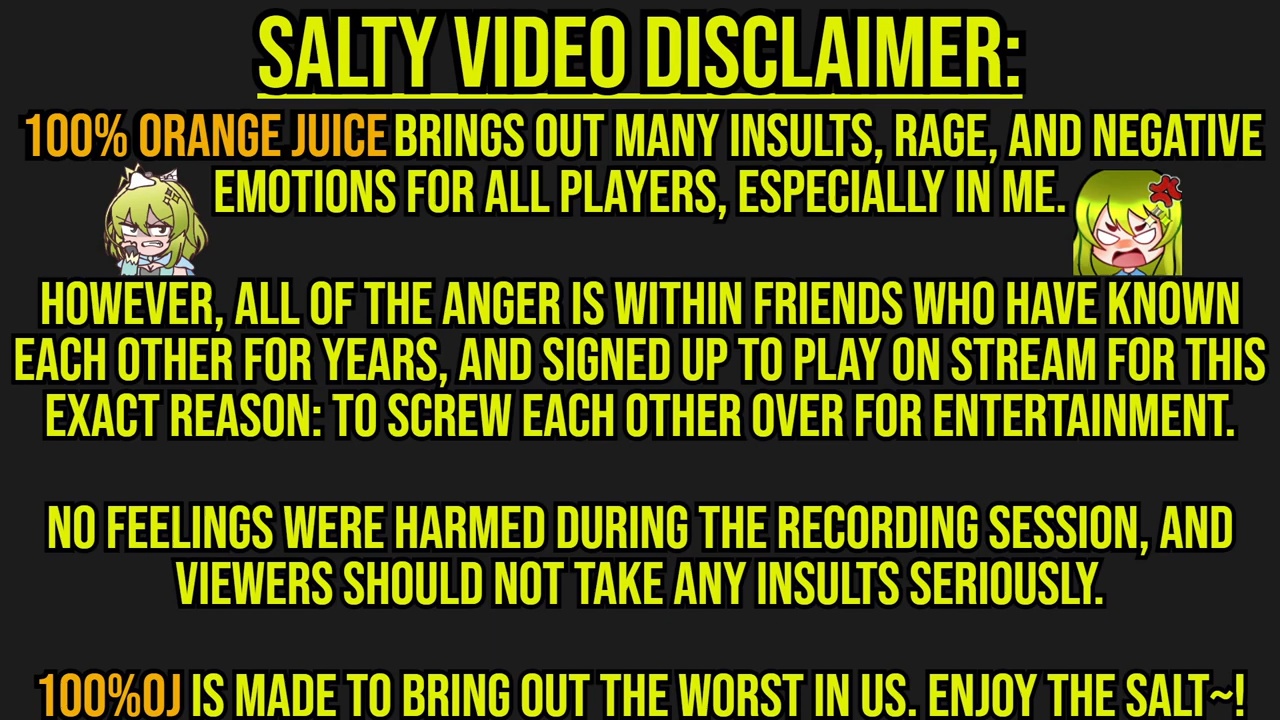 SALTY VIDEO DISCLAIMER:
100% ORANGE JUICE BRINGS OUT MANY INSULTS, RAGE, AND NEGATIVE
EMOTIONS FOR ALL PLAYERS, ESPECIALLY IN ME.
HOWEVER, ALL OF THE ANGER IS WITHIN FRIENDS WHO HAVE KNOWN
EACH OTHER FOR YEARS, AND SIGNED UP TO PLAY ON STREAM FOR THIS
EXACT REASON: TO SCREW EACH OTHER OVER FOR ENTERTAINMENT.
NO FEELINGS WERE HARMED DURING THE RECORDING SESSION, AND
VIEWERS SHOULD NOT TAKE ANY INSULTS SERIOUSLY.
100%OJ IS MADE TO BRING OUT THE WORST IN US. ENJOY THE SALT~!